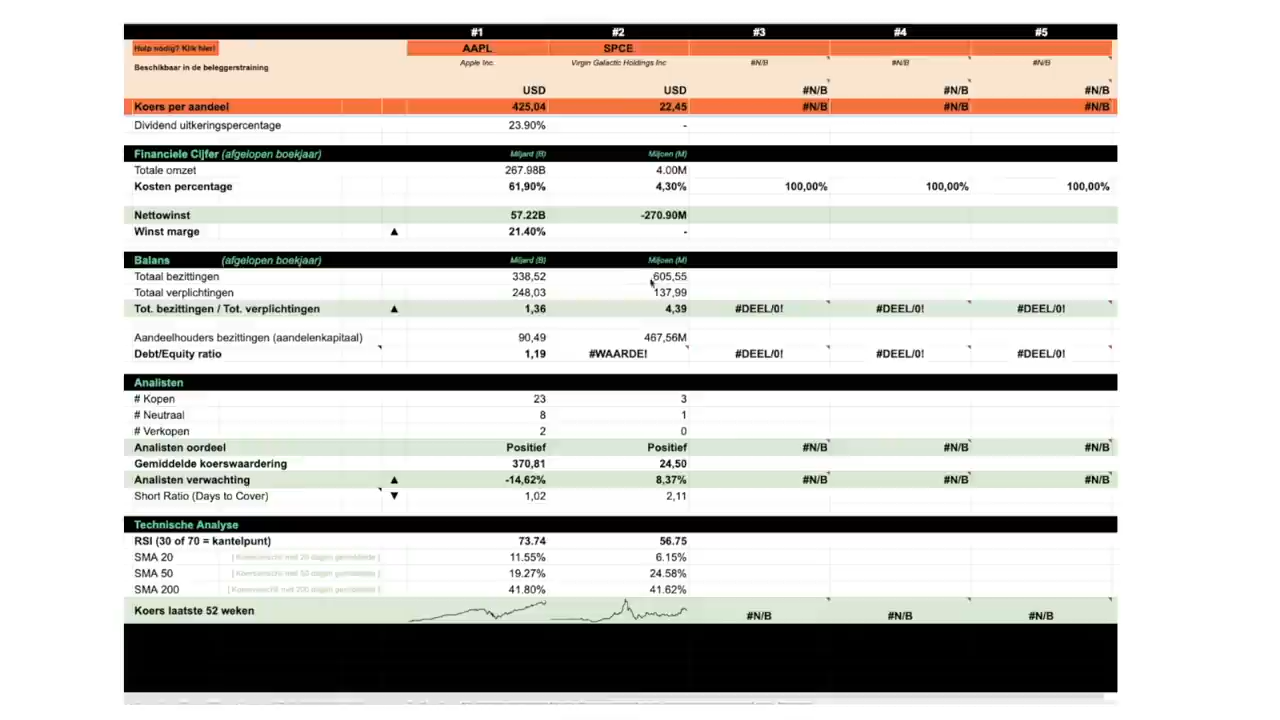 #1 #2 #3 #4 #5
Hulp nodig? Klik hier! AAPL SPCE
Apple Inc. Virgin Galactic Holdings Inc #N/B #N/B #N/B
Beschikbaar in de beleggerstraining
USD USD #N/B #N/B #N/B
Koers per aandeel 425,04 22,45 #N/B #N/B #N/B
Dividend uitkeringspercentage 23.90% -
Financiele Cijfer (afgelopen boekjaar) Miljard (B) Miljoen (M)
Totale omzet 267.98B 4.00M
Kosten percentage 61,90% 4,30% 100,00% 100,00% 100,00%
Nettowinst 57.22B -270.90M
Winst marge ▲ 21.40% -
Balans (afgelopen boekjaar) Miljard (B) Miljoen (M)
Totaal bezittingen 338,52 605,55
Totaal verplichtingen 248,03 137,99
Tot. bezittingen / Tot. verplichtingen ▲ 1,36 4,39 #DEEL/0! #DEEL/0! #DEEL/0!
Aandeelhouders bezittingen (aandelenkapitaal) 90,49 467,56M
Debt/Equity ratio 1,19 #WAARDE! #DEEL/0! #DEEL/0! #DEEL/0!
Analisten
# Kopen 23 3
# Neutraal 8 1
# Verkopen 2 0
Analisten oordeel Positief Positief #N/B #N/B #N/B
Gemiddelde koerswaardering 370,81 24,50
Analisten verwachting ▲ -14,62% 8,37% #N/B #N/B #N/B
Short Ratio (Days to Cover) ▼ 1,02 2,11
Technische Analyse
RSI (30 of 70 = kantelpunt) 73.74 56.75
SMA 20 11.55% 6.15%
SMA 50 19.27% 24.58%
SMA 200 41.80% 41.62%
Koers laatste 52 weken #N/B #N/B #N/B